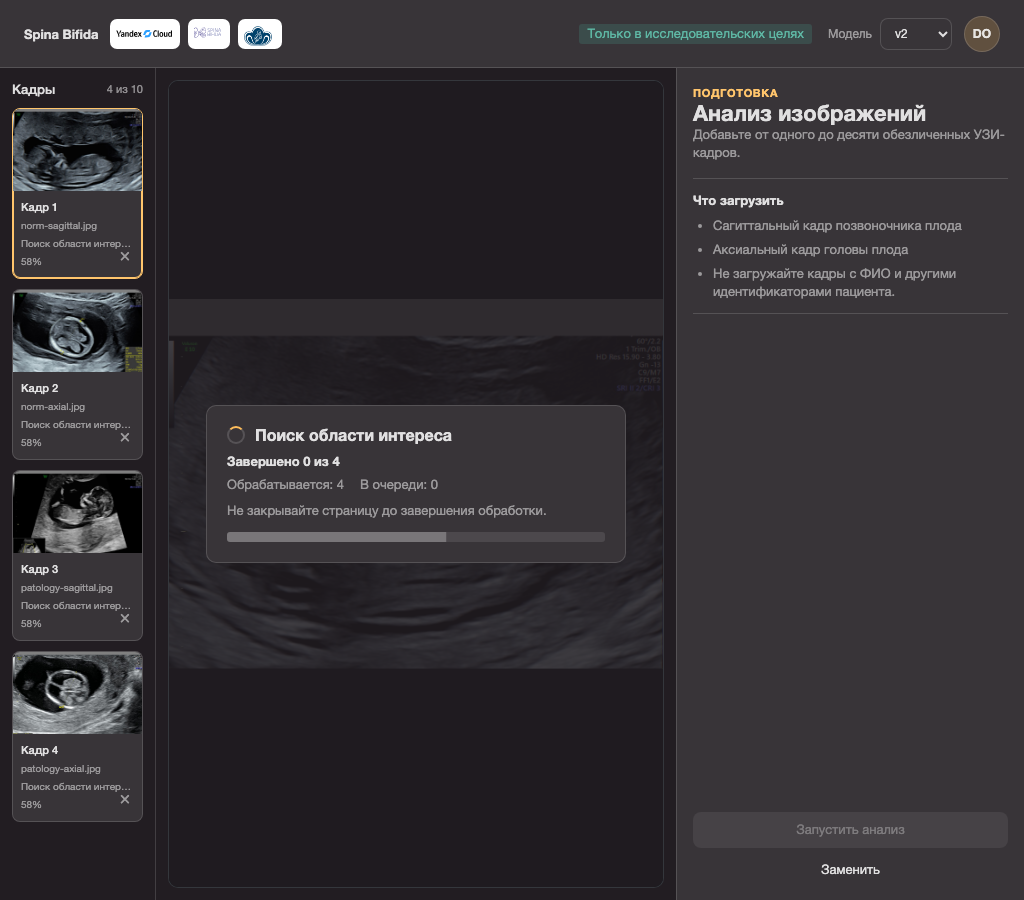 Spina Bifida
Yandex Cloud
Только в исследовательских целях
Модель
v2
DO
Кадры
4 из 10
Кадр 1
norm-sagittal.jpg
Поиск области интер...
58%
Кадр 2
norm-axial.jpg
Поиск области интер...
58%
Кадр 3
patology-sagittal.jpg
Поиск области интер...
58%
Кадр 4
patology-axial.jpg
Поиск области интер...
58%
Поиск области интереса
Завершено 0 из 4
Обрабатывается: 4 В очереди: 0
Не закрывайте страницу до завершения обработки.
ПОДГОТОВКА
Анализ изображений
Добавьте от одного до десяти обезличенных УЗИ-
кадров.
Что загрузить
Сагиттальный кадр позвоночника плода
Аксиальный кадр головы плода
Не загружайте кадры с ФИО и другими
идентификаторами пациента.
Запустить анализ
Заменить